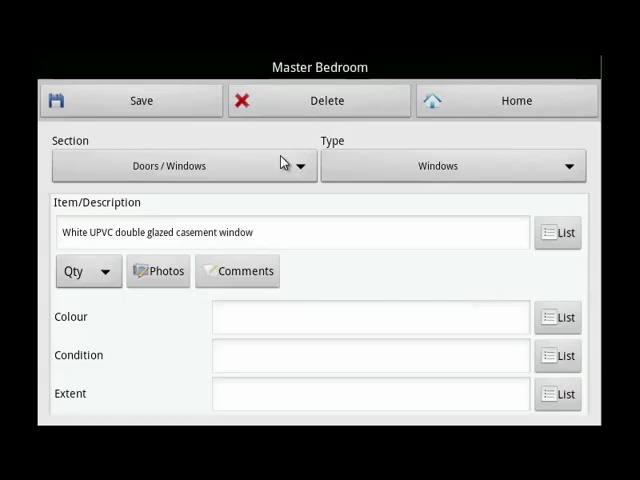 Master Bedroom
Save Delete Home
Section Type
Doors / Windows Windows
Item/Description
White UPVC double glazed casement window List
Qty Photos Comments
Colour List
Condition List
Extent List